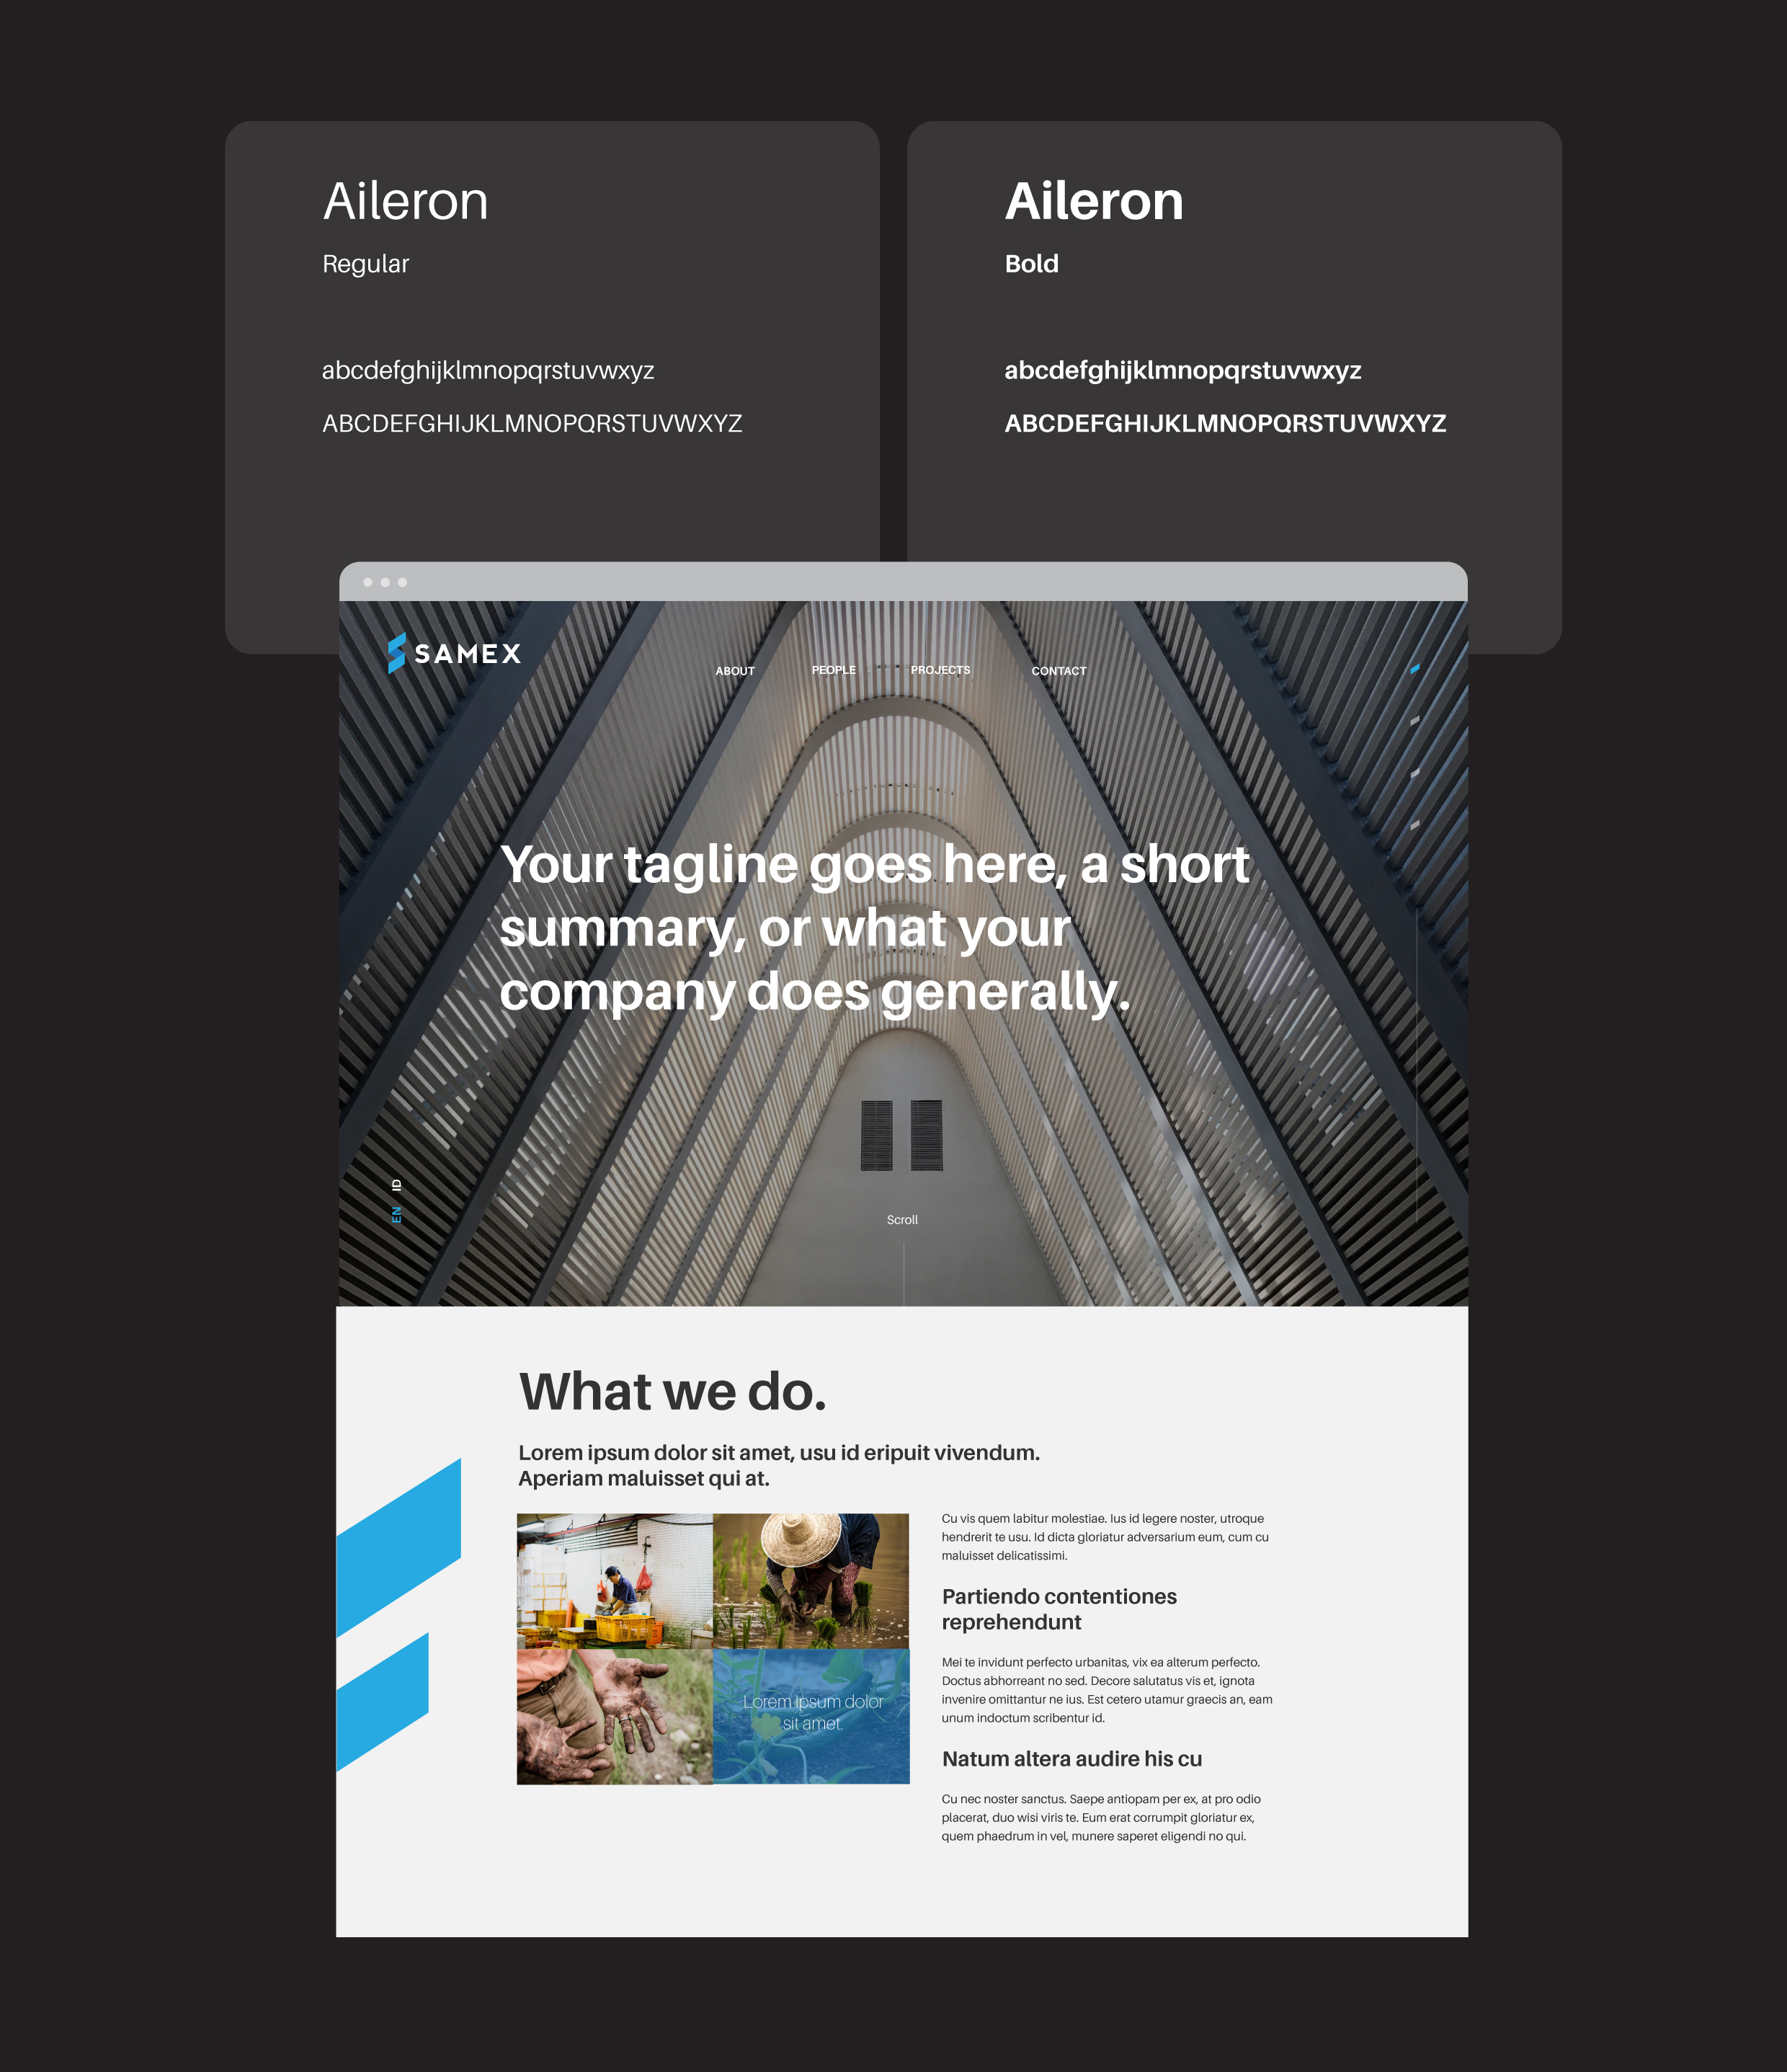 Aileron
Regular
abcdefghijklmnopqrstuvwxyz
ABCDEFGHIJKLMNOPQRSTUVWXYZ
Aileron
Bold
abcdefghijklmnopqrstuvwxyz
ABCDEFGHIJKLMNOPQRSTUVWXYZ
SAMEX
ABOUT
PEOPLE
PROJECTS
CONTACT
Your tagline goes here, a short
summary, or what your
company does generally.
EN ID
Scroll
What we do.
Lorem ipsum dolor sit amet, usu id eripuit vivendum.
Aperiam maluisset qui at.
Lorem ipsum dolor
sit amet.
Cu vis quem labitur molestiae. Ius id legere noster, utroque
hendrerit te usu. Id dicta gloriatur adversarium eum, cum cu
maluisset delicatissimi.
Partiendo contentiones
reprehendunt
Mei te invidunt perfecto urbanitas, vix ea alterum perfecto.
Doctus abhorreant no sed. Decore salutatus vis et, ignota
invenire omittantur ne ius. Est cetero utamur graecis an, eam
unum indoctum scribentur id.
Natum altera audire his cu
Cu nec noster sanctus. Saepe antiopam per ex, at pro odio
placerat, duo wisi viris te. Eum erat corrumpit gloriatur ex,
quem phaedrum in vel, munere saperet eligendi no qui.